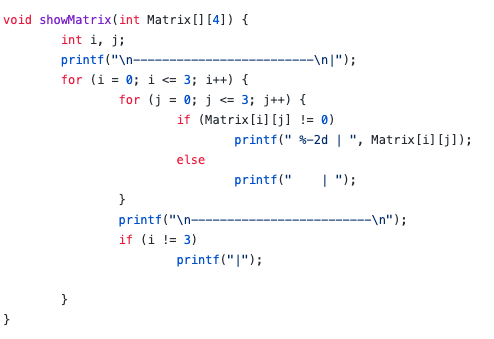 void showMatrix(int Matrix[][4]) {
        int i, j;
        printf("\n-------------------------\n|");
        for (i = 0; i <= 3; i++) {
                for (j = 0; j <= 3; j++) {
                        if (Matrix[i][j] != 0)
                                printf(" %-2d | ", Matrix[i][j]);
                        else
                                printf("    | ");
                }
                printf("\n-------------------------\n");
                if (i != 3)
                        printf("|");
        }
}